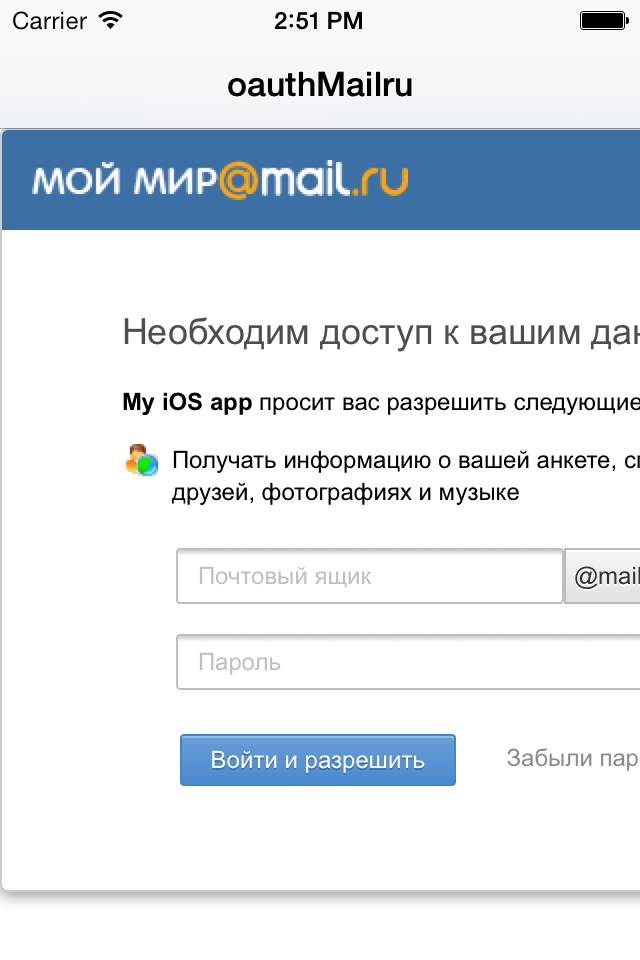 Carrier 2:51 PM
oauthMailru
МОЙ МИР@mail.ru
Необходим доступ к вашим дан
My iOS app просит вас разрешить следующие
Получать информацию о вашей анкете, сп
друзей, фотографиях и музыке
Почтовый ящик @mail
Пароль
Войти и разрешить Забыли пар